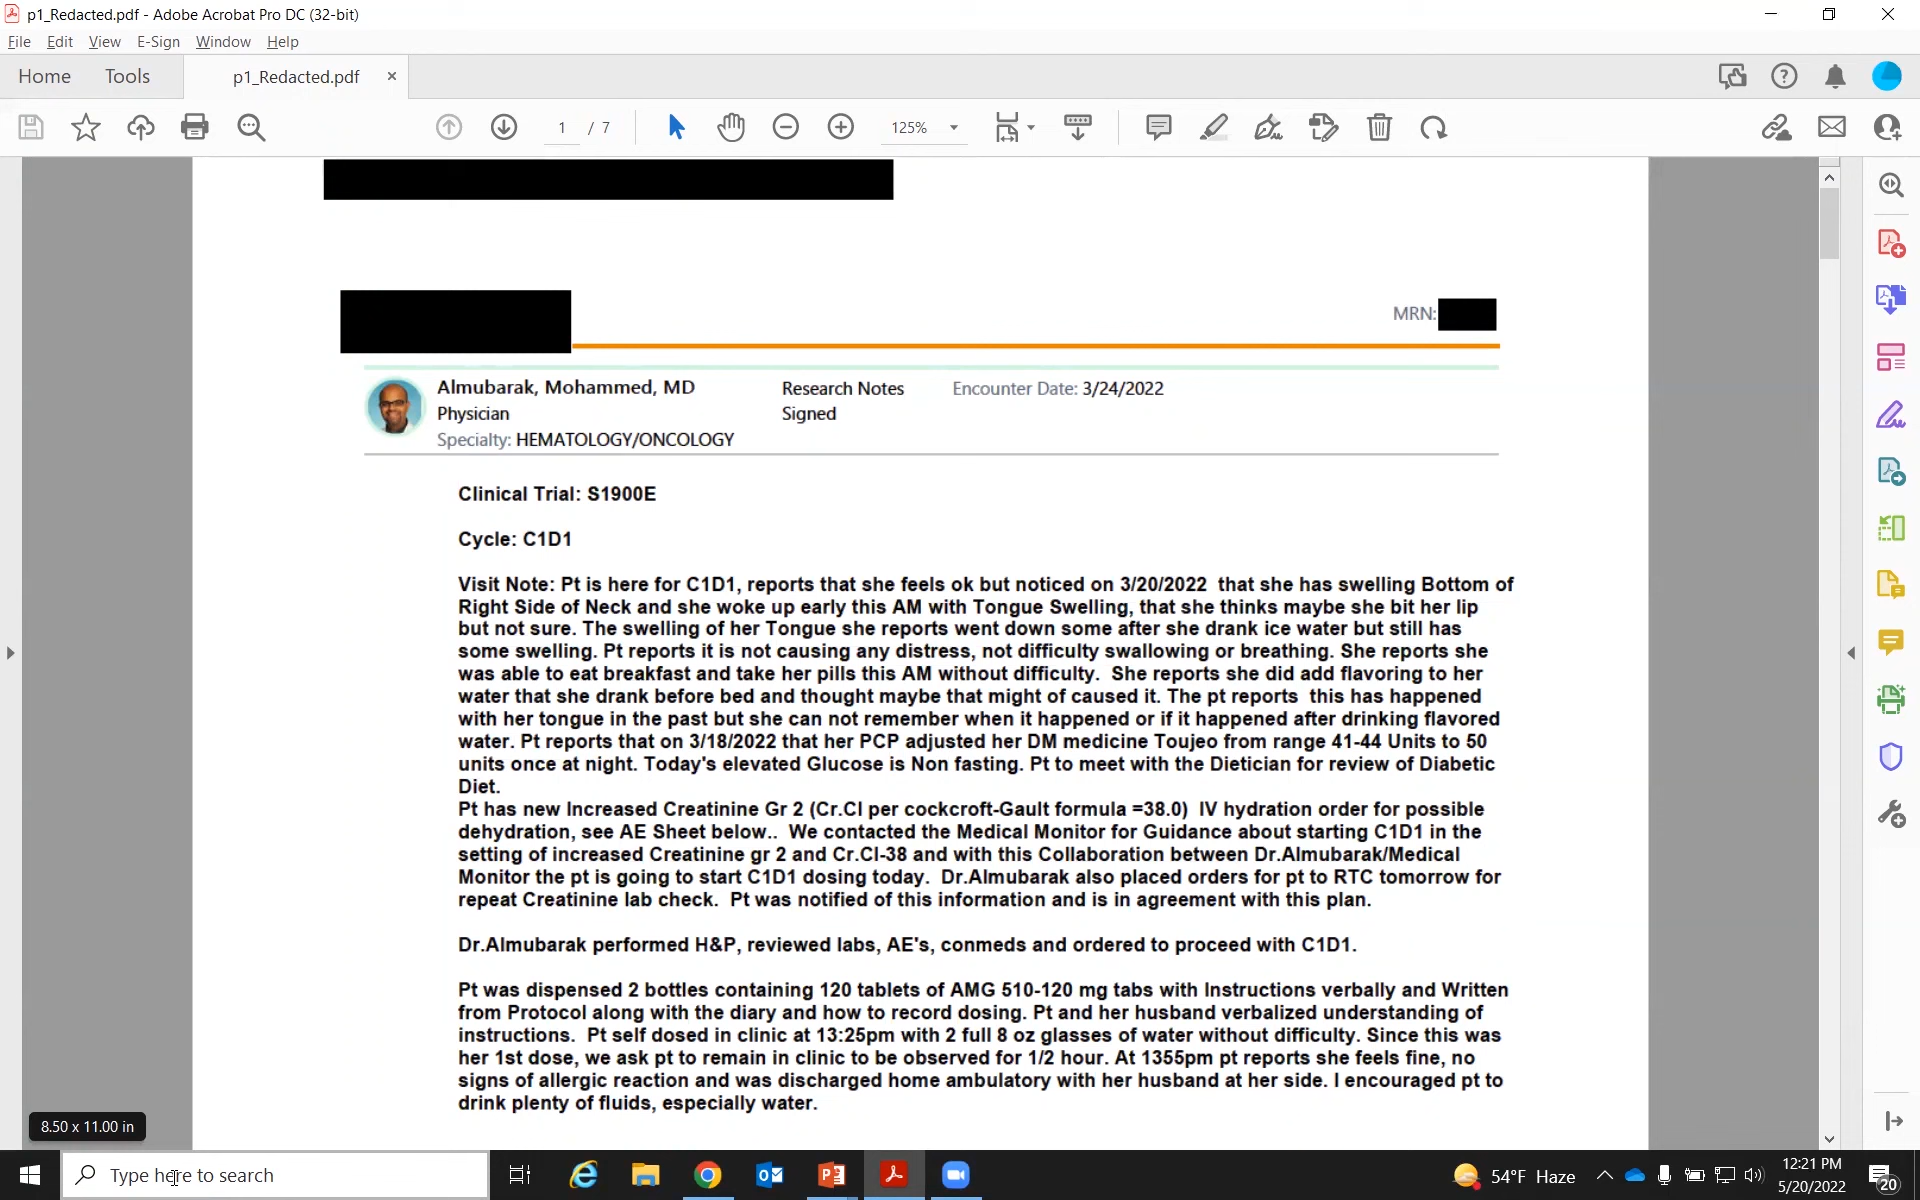 p1_Redacted.pdf - Adobe Acrobat Pro DC (32-bit)
File Edit View E-Sign Window Help
Home Tools p1_Redacted.pdf ×
1 / 7 125%
MRN:
Almubarak, Mohammed, MD Research Notes Encounter Date: 3/24/2022
Physician Signed
Specialty: HEMATOLOGY/ONCOLOGY
Clinical Trial: S1900E
Cycle: C1D1
Visit Note: Pt is here for C1D1, reports that she feels ok but noticed on 3/20/2022 that she has swelling Bottom of
Right Side of Neck and she woke up early this AM with Tongue Swelling, that she thinks maybe she bit her lip
but not sure. The swelling of her Tongue she reports went down some after she drank ice water but still has
some swelling. Pt reports it is not causing any distress, not difficulty swallowing or breathing. She reports she
was able to eat breakfast and take her pills this AM without difficulty. She reports she did add flavoring to her
water that she drank before bed and thought maybe that might of caused it. The pt reports this has happened
with her tongue in the past but she can not remember when it happened or if it happened after drinking flavored
water. Pt reports that on 3/18/2022 that her PCP adjusted her DM medicine Toujeo from range 41-44 Units to 50
units once at night. Today's elevated Glucose is Non fasting. Pt to meet with the Dietician for review of Diabetic
Diet.
Pt has new Increased Creatinine Gr 2 (Cr.Cl per cockcroft-Gault formula =38.0) IV hydration order for possible
dehydration, see AE Sheet below.. We contacted the Medical Monitor for Guidance about starting C1D1 in the
setting of increased Creatinine gr 2 and Cr.Cl-38 and with this Collaboration between Dr.Almubarak/Medical
Monitor the pt is going to start C1D1 dosing today. Dr.Almubarak also placed orders for pt to RTC tomorrow for
repeat Creatinine lab check. Pt was notified of this information and is in agreement with this plan.
Dr.Almubarak performed H&P, reviewed labs, AE's, conmeds and ordered to proceed with C1D1.
Pt was dispensed 2 bottles containing 120 tablets of AMG 510-120 mg tabs with Instructions verbally and Written
from Protocol along with the diary and how to record dosing. Pt and her husband verbalized understanding of
instructions. Pt self dosed in clinic at 13:25pm with 2 full 8 oz glasses of water without difficulty. Since this was
her 1st dose, we ask pt to remain in clinic to be observed for 1/2 hour. At 1355pm pt reports she feels fine, no
signs of allergic reaction and was discharged home ambulatory with her husband at her side. I encouraged pt to
drink plenty of fluids, especially water.
8.50 x 11.00 in
Type here to search 54°F Haze 12:21 PM
5/20/2022 20